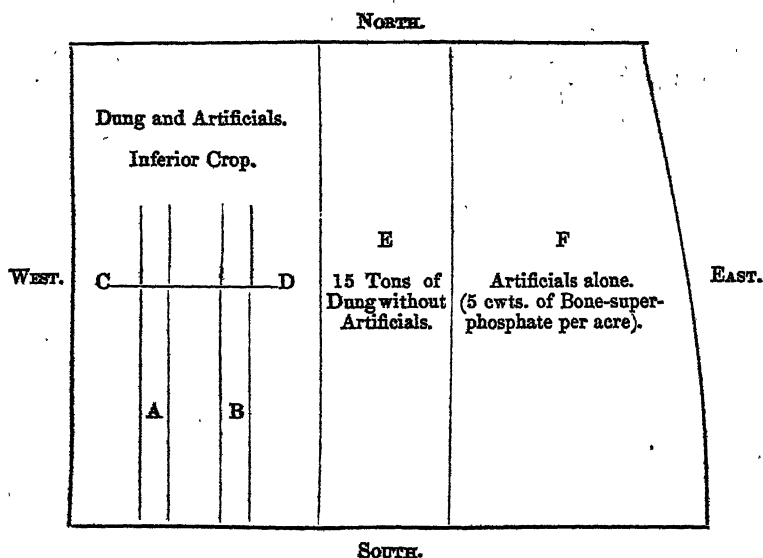 NORTH.
Dung and Artificials.
Inferior Crop.
WEST.
C
D
A
B
E
15 Tons of
Dung without
Artificials.
F
Artificials alone.
(5 cwts. of Bone-super-
phosphate per acre).
EAST.
SOUTH.